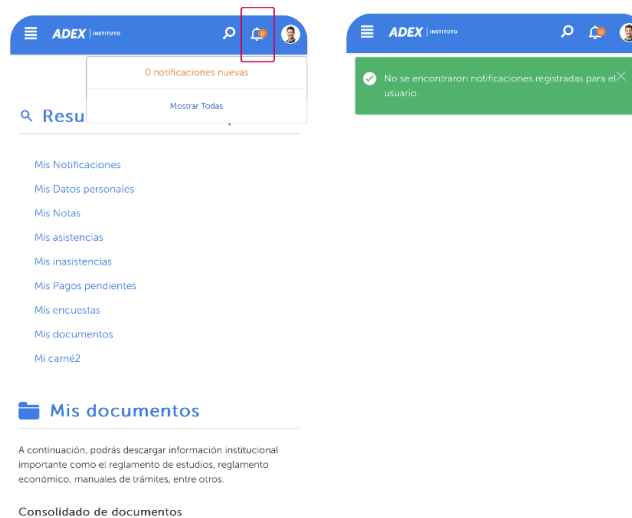 ADEX | INSTITUTO
0
0 notificaciones nuevas
Mostrar Todas
Resu
Mis Notificaciones
Mis Datos personales
Mis Notas
Mis asistencias
Mis inasistencias
Mis Pagos pendientes
Mis encuestas
Mis documentos
Mi carné2
Mis documentos
A continuación, podrás descargar información institucional
importante como el reglamento de estudios, reglamento
económico, manuales de trámites, entre otros.
Consolidado de documentos
ADEX | INSTITUTO
0
No se encontraron notificaciones registradas para el
usuario.